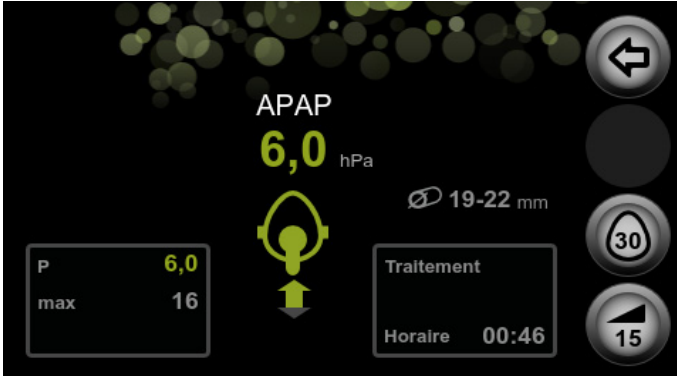 APAP
6,0 hPa
19-22 mm
30
P 6,0
max 16
Traitement
Horaire 00:46
15